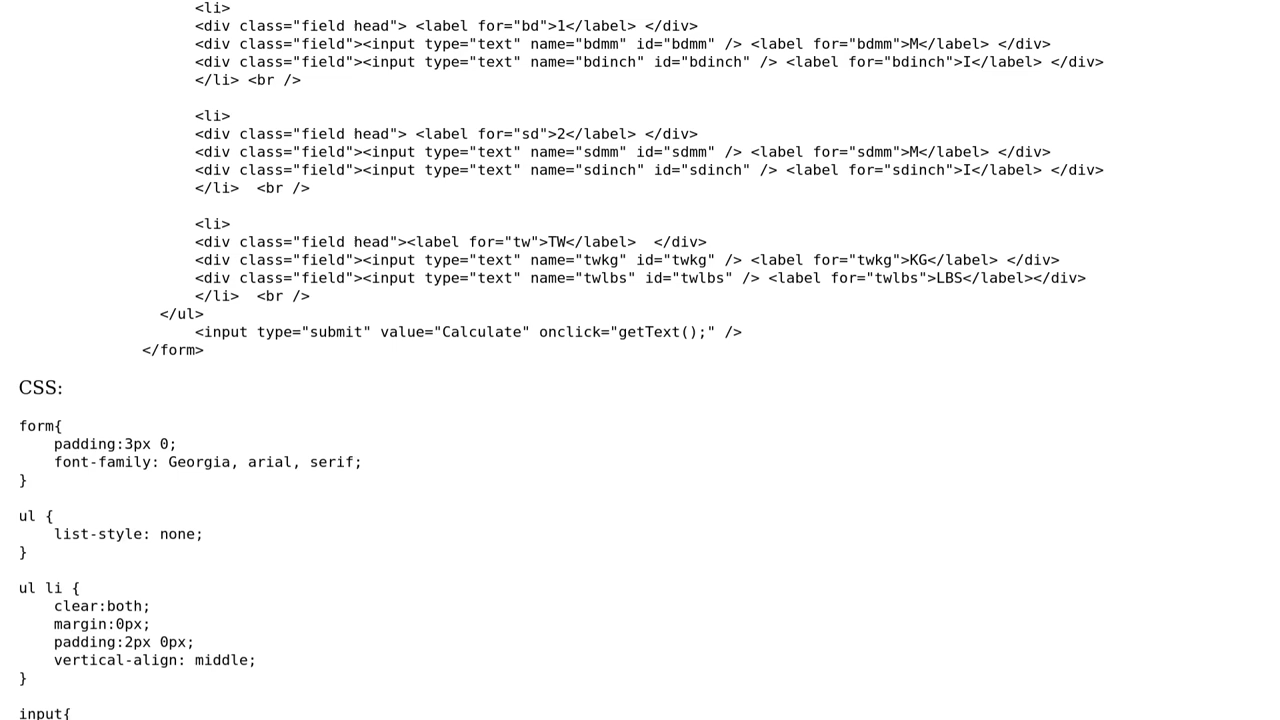 <li>
<div class="field head"> <label for="bd">1</label> </div>
<div class="field"><input type="text" name="bdmm" id="bdmm" /> <label for="bdmm">M</label> </div>
<div class="field"><input type="text" name="bdinch" id="bdinch" /> <label for="bdinch">I</label> </div>
</li> <br />
<li>
<div class="field head"> <label for="sd">2</label> </div>
<div class="field"><input type="text" name="sdmm" id="sdmm" /> <label for="sdmm">M</label> </div>
<div class="field"><input type="text" name="sdinch" id="sdinch" /> <label for="sdinch">I</label> </div>
</li>  <br />
<li>
<div class="field head"><label for="tw">TW</label>  </div>
<div class="field"><input type="text" name="twkg" id="twkg" /> <label for="twkg">KG</label> </div>
<div class="field"><input type="text" name="twlbs" id="twlbs" /> <label for="twlbs">LBS</label></div>
</li>  <br />
</ul>
<input type="submit" value="Calculate" onclick="getText();" />
</form>
CSS:
form{
padding:3px 0;
font-family: Georgia, arial, serif;
}
ul {
list-style: none;
}
ul li {
clear:both;
margin:0px;
padding:2px 0px;
vertical-align: middle;
}
input{